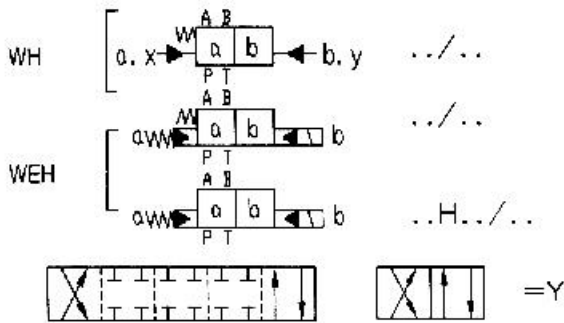 A B
WH a.x a b b.y ../..
P T
A B
../..
a a b b
P T
WEH
A B
a a b b ..H../..
P T
=Y